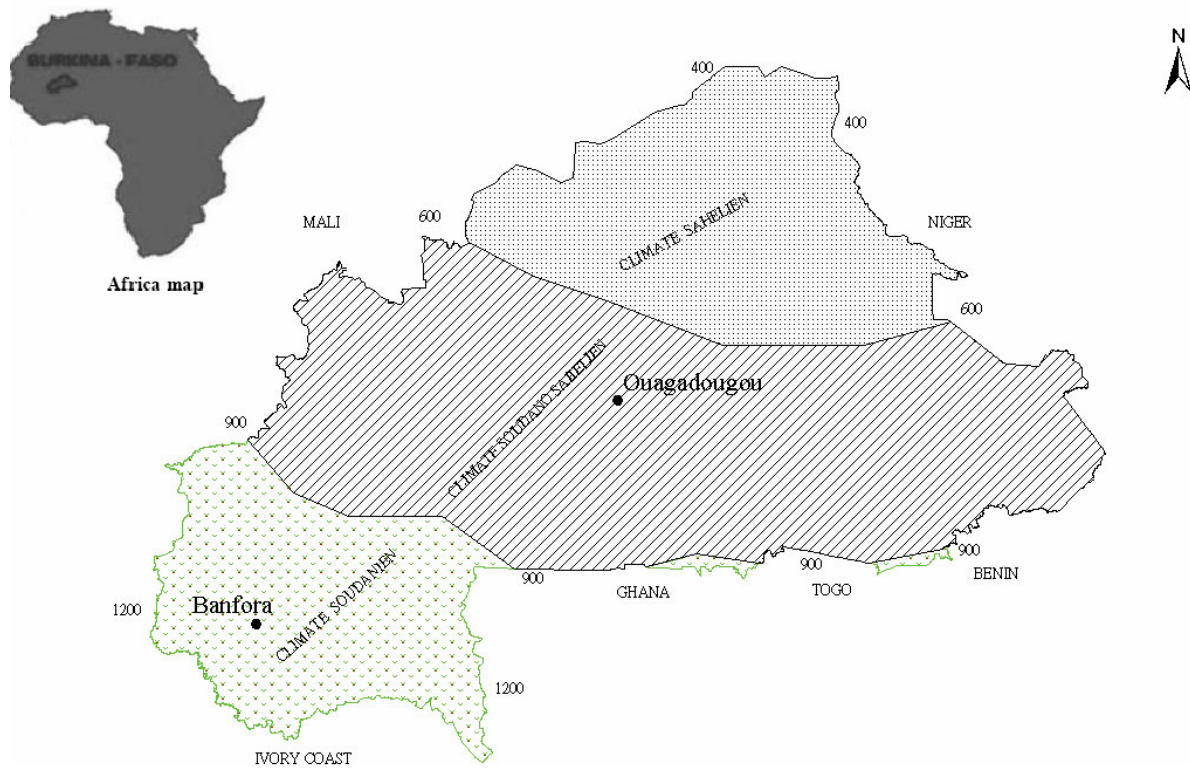 BURKINA - FASO
Africa map
N
400
400
MALI
600
NIGER
CLIMATE SAHELIEN
600
CLIMATE SOUDANO.SAHELIEN
Ouagadougou
900
900
900
900
BENIN
GHANA
TOGO
Banfora
1200
CLIMATE SOUDANIEN
1200
IVORY COAST